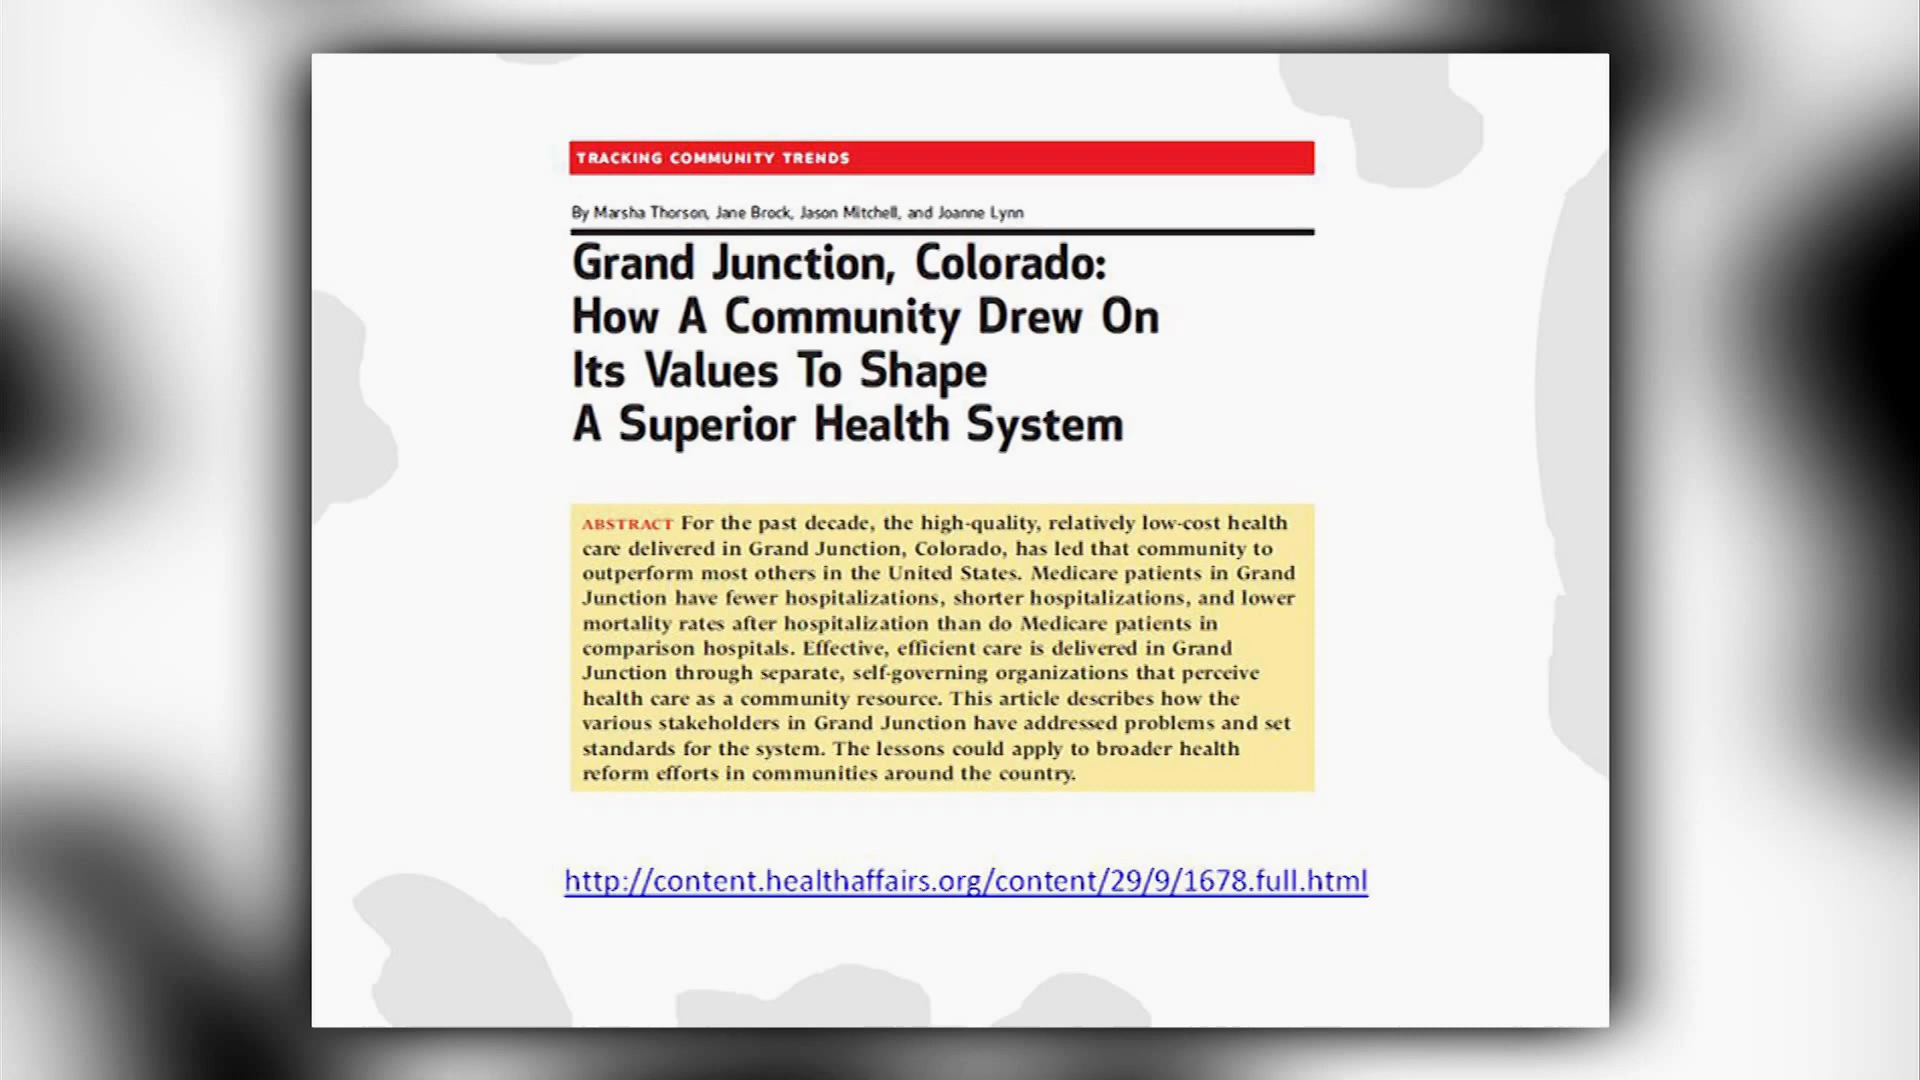 TRACKING COMMUNITY TRENDS
By Marsha Thorson, Jane Brock, Jason Mitchell, and Joanne Lynn
Grand Junction, Colorado:
How A Community Drew On
Its Values To Shape
A Superior Health System
ABSTRACT For the past decade, the high-quality, relatively low-cost health
care delivered in Grand Junction, Colorado, has led that community to
outperform most others in the United States. Medicare patients in Grand
Junction have fewer hospitalizations, shorter hospitalizations, and lower
mortality rates after hospitalization than do Medicare patients in
comparison hospitals. Effective, efficient care is delivered in Grand
Junction through separate, self-governing organizations that perceive
health care as a community resource. This article describes how the
various stakeholders in Grand Junction have addressed problems and set
standards for the system. The lessons could apply to broader health
reform efforts in communities around the country.
http://content.healthaffairs.org/content/29/9/1678.full.html